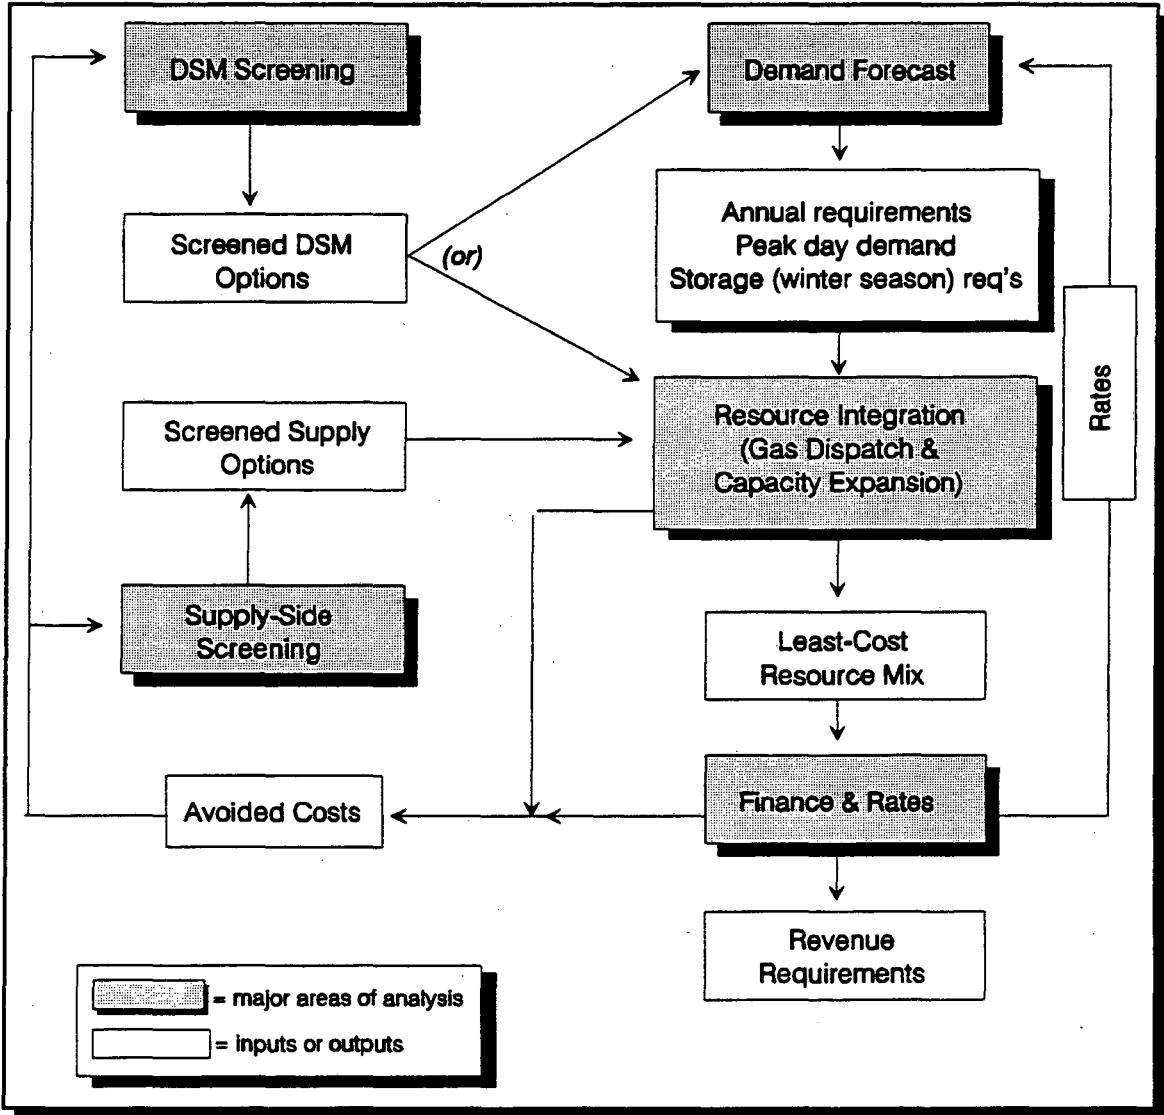 DSM Screening
Demand Forecast
Annual requirements
Peak day demand
Storage (winter season) req's
Screened DSM
Options
(or)
Rates
Screened Supply
Options
Resource Integration
(Gas Dispatch &
Capacity Expansion)
Supply-Side
Screening
Least-Cost
Resource Mix
Avoided Costs
Finance & Rates
Revenue
Requirements
= major areas of analysis
= inputs or outputs